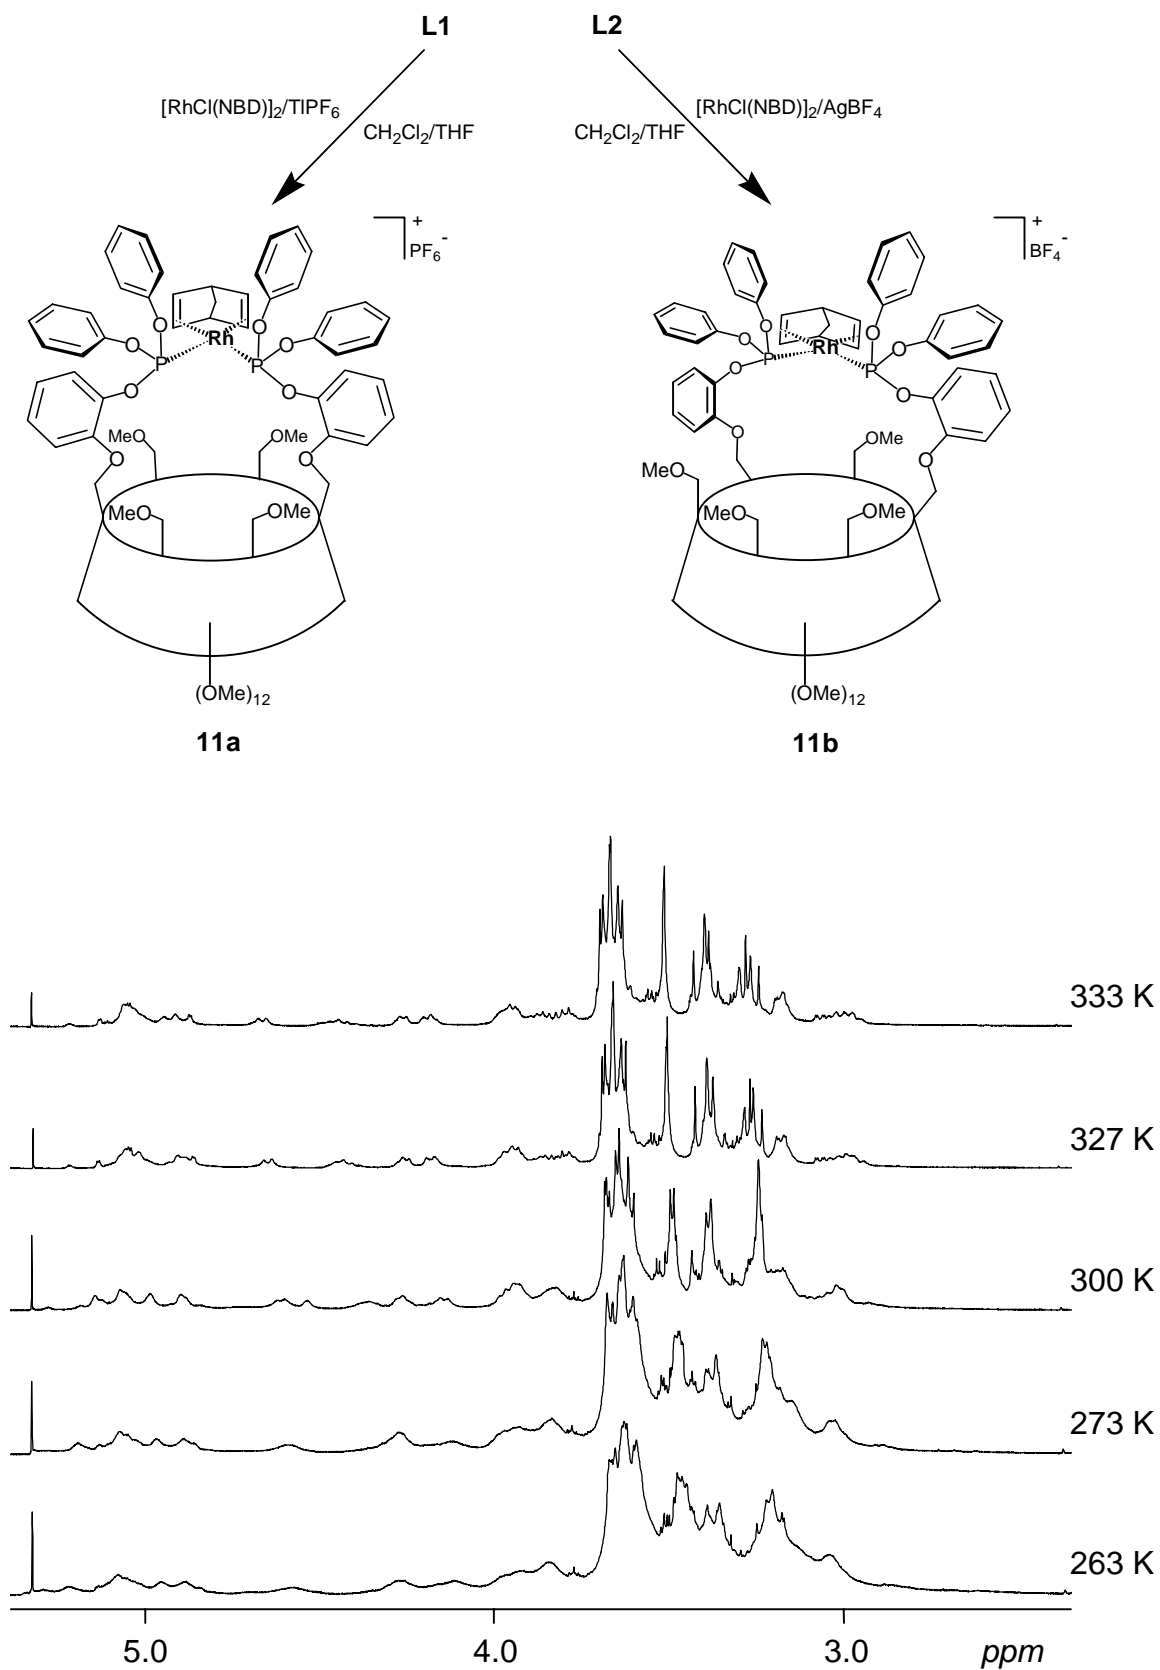 L1 L2
[RhCl(NBD)]2/TlPF6 [RhCl(NBD)]2/AgBF4
CH2Cl2/THF CH2Cl2/THF
+ +
PF6- BF4-
Rh Rh
O O O O
O P P O O P P O
O O O O
MeO OMe OMe
O O O O
MeO
MeO OMe MeO OMe
(OMe)12 (OMe)12
11a 11b
333 K
327 K
300 K
273 K
263 K
5.0 4.0 3.0 ppm